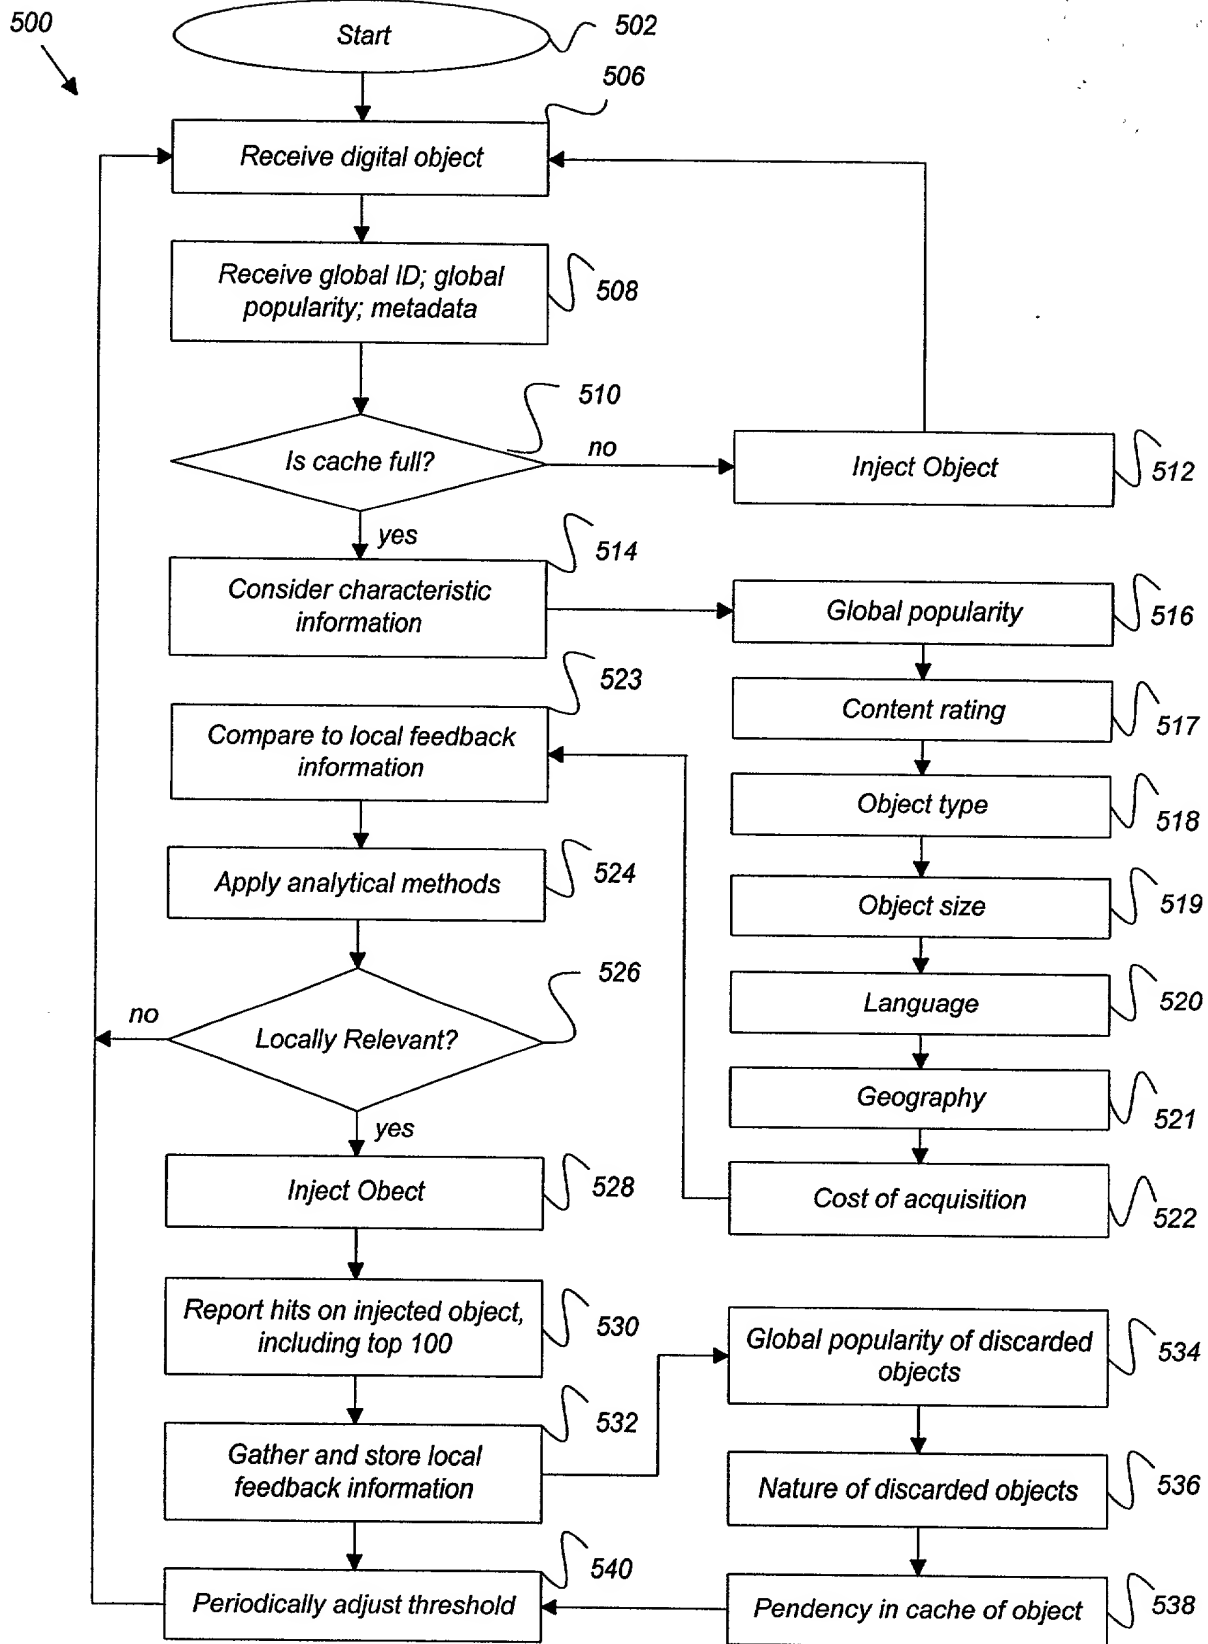 500
Start
502
506
Receive digital object
Receive global ID; global
popularity; metadata
508
510
Is cache full?
no
Inject Object
512
yes
514
Consider characteristic
information
Global popularity
516
523
Content rating
517
Compare to local feedback
information
Object type
518
Apply analytical methods
524
Object size
519
526
Language
520
no
Locally Relevant?
Geography
521
yes
Inject Obect
528
Cost of acquisition
522
Report hits on injected object,
including top 100
530
Global popularity of discarded
objects
534
532
Gather and store local
feedback information
Nature of discarded objects
536
540
Periodically adjust threshold
Pendency in cache of object
538